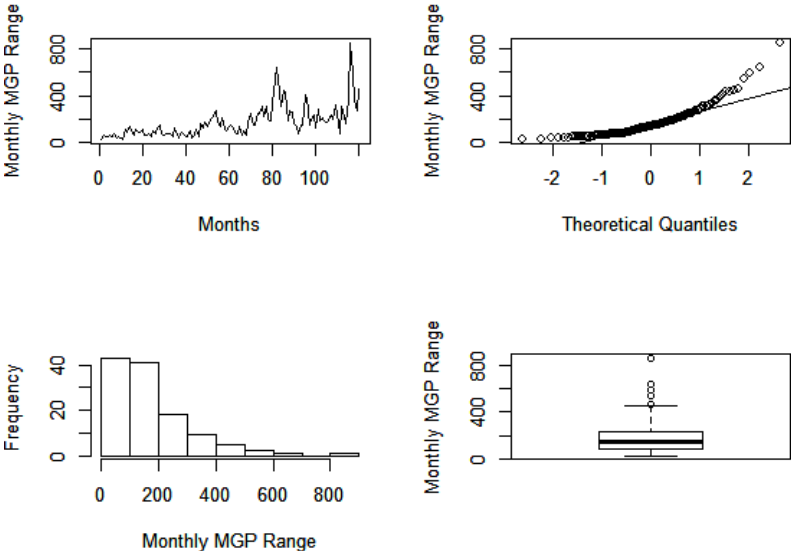 Monthly MGP Range
800
400
0
0 20 40 60 80 100
Months
Monthly MGP Range
800
400
0
-2 -1 0 1 2
Theoretical Quantiles
Frequency
40
20
0
0 200 400 600 800
Monthly MGP Range
Monthly MGP Range
800
400
0